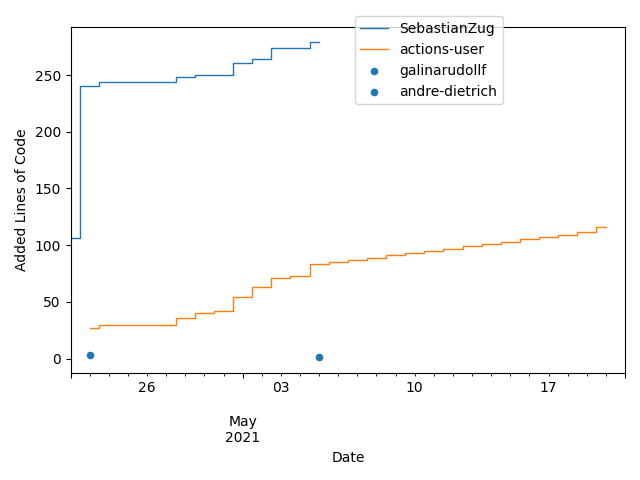 SebastianZug
actions-user
galinarudollf
andre-dietrich
Added Lines of Code
250
200
150
100
50
0
26
03
10
17
May
2021
Date